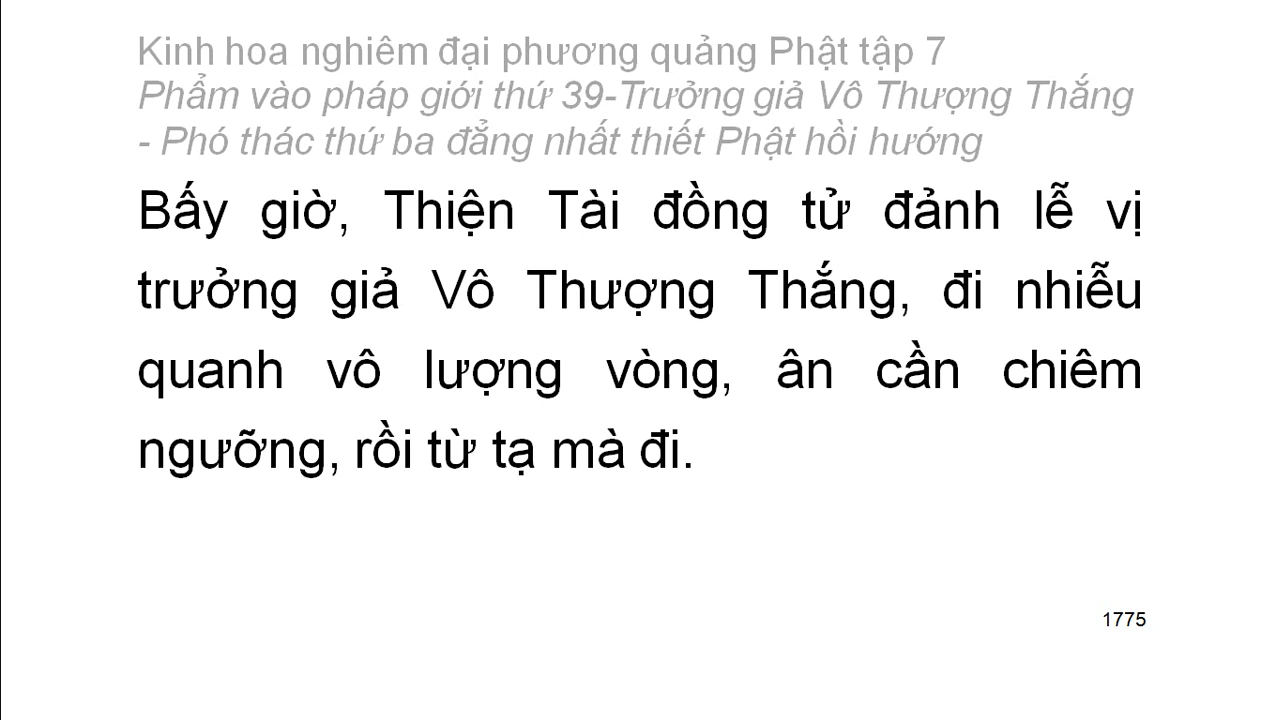 Kinh hoa nghiêm đại phương quảng Phật tập 7
Phẩm vào pháp giới thứ 39-Trưởng giả Vô Thượng Thắng
- Phó thác thứ ba đẳng nhất thiết Phật hồi hướng
Bấy giờ, Thiện Tài đồng tử đảnh lễ vị
trưởng giả Vô Thượng Thắng, đi nhiễu
quanh vô lượng vòng, ân cần chiêm
ngưỡng, rồi từ tạ mà đi.
1775